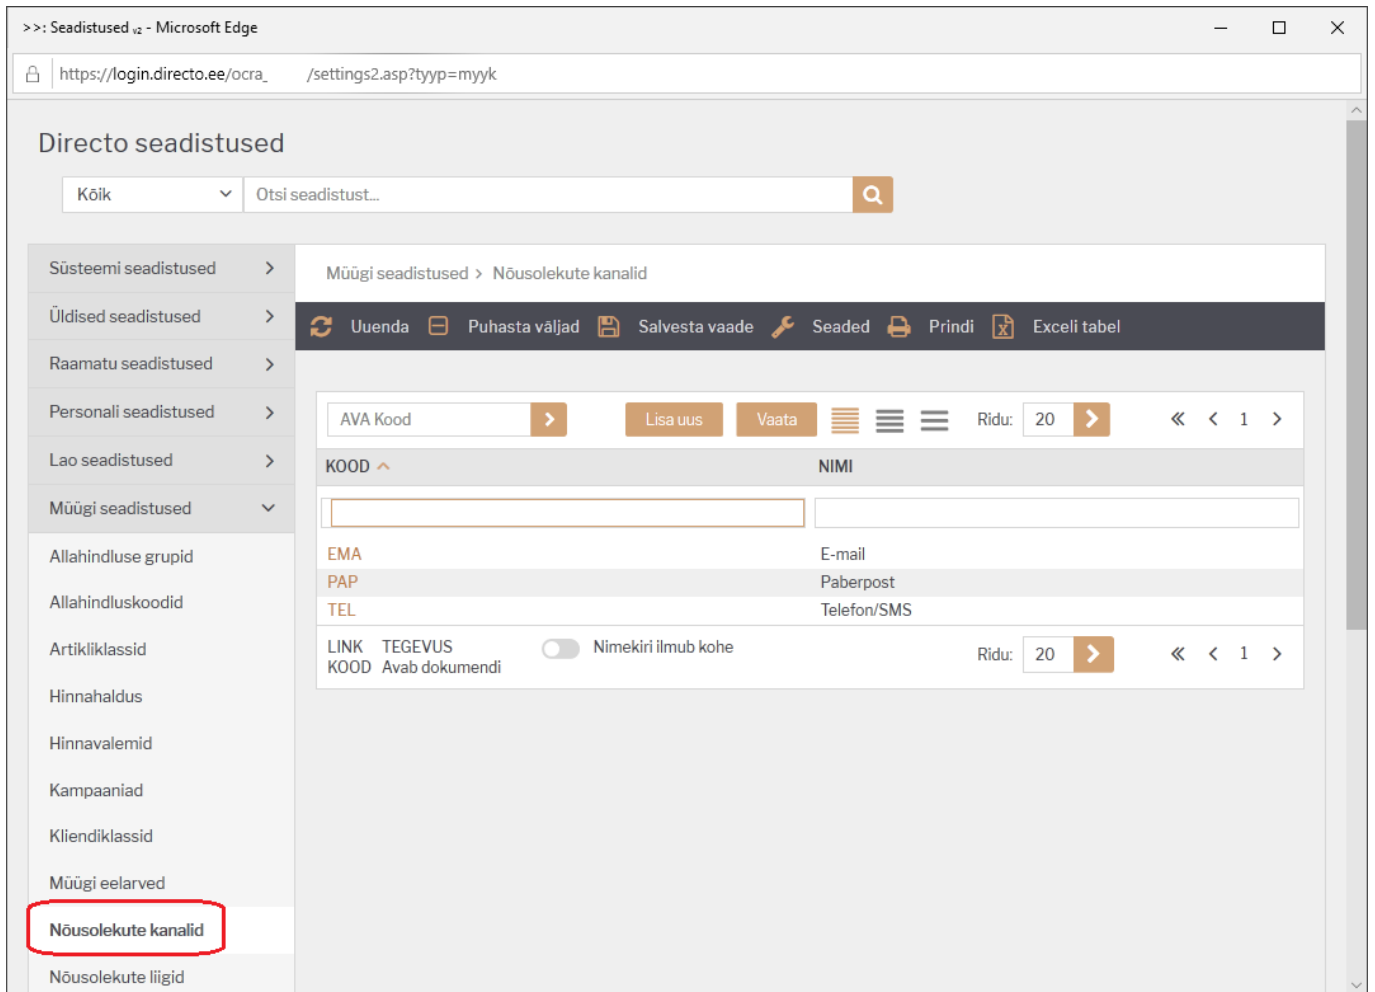 >>: Seadistused v2 - Microsoft Edge
https://login.directo.ee/ocra_ /settings2.asp?tyyp=myyk
Directo seadistused
Kõik Otsi seadistust...
Süsteemi seadistused
Üldised seadistused
Raamatu seadistused
Personali seadistused
Lao seadistused
Müügi seadistused
Allahindluse grupid
Allahindluskoodid
Artikliklassid
Hinnahaldus
Hinnavalemid
Kampaaniad
Kliendiklassid
Müügi eelarved
Nõusolekute kanalid
Nõusolekute liigid
Müügi seadistused > Nõusolekute kanalid
Uuenda Puhasta väljad Salvesta vaade Seaded Prindi Exceli tabel
AVA Kood Lisa uus Vaata Ridu: 20 1
KOOD NIMI
EMA E-mail
PAP Paberpost
TEL Telefon/SMS
LINK TEGEVUS Nimekiri ilmub kohe Ridu: 20 1
KOOD Avab dokumendi